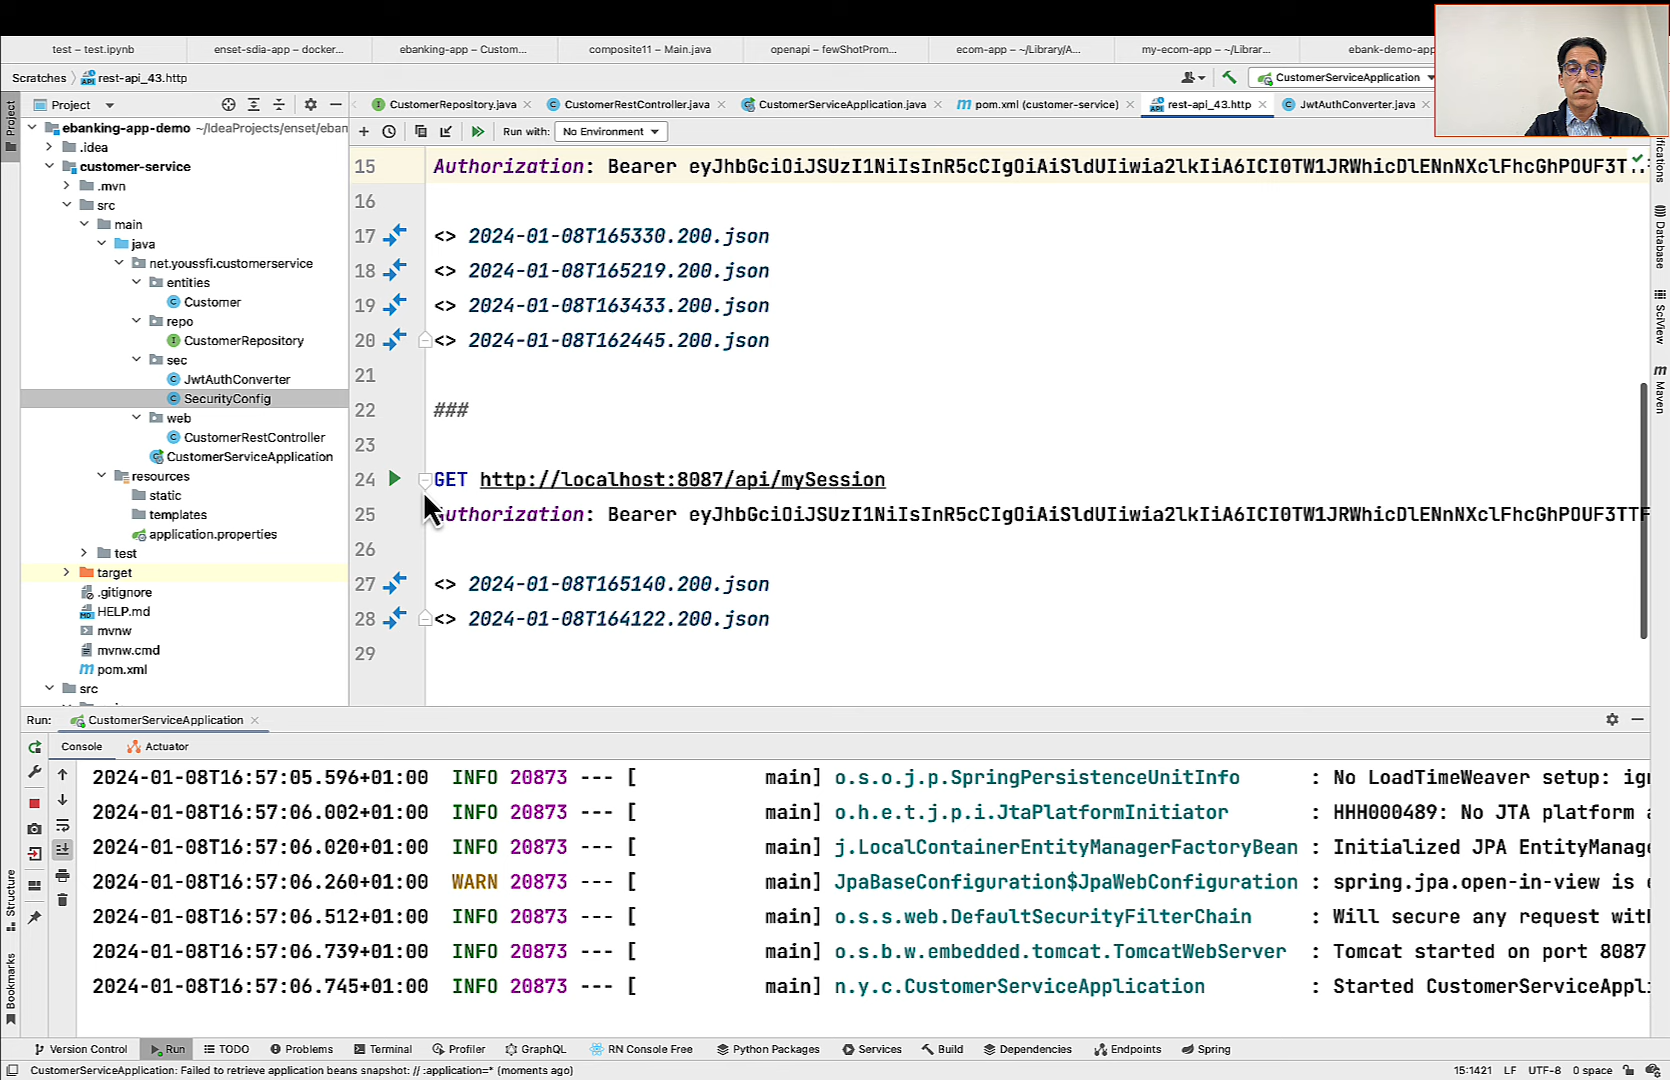 test – test.ipynb
enset-sdia-app – docker...
ebanking-app – Custom...
composite11 – Main.java
openapi – fewShotProm...
ecom-app – ~/Library/A...
my-ecom-app – ~/Librar...
ebank-demo-app
Scratches
rest-api_43.http
CustomerServiceApplication
Project
CustomerRepository.java
CustomerRestController.java
CustomerServiceApplication.java
pom.xml (customer-service)
rest-api_43.http
JwtAuthConverter.java
Run with:
No Environment
Project
ebanking-app-demo ~/IdeaProjects/enset/eban
.idea
customer-service
.mvn
src
main
java
net.youssfi.customerservice
entities
Customer
repo
CustomerRepository
sec
JwtAuthConverter
SecurityConfig
web
CustomerRestController
CustomerServiceApplication
resources
static
templates
application.properties
test
target
.gitignore
HELP.md
mvnw
mvnw.cmd
pom.xml
src
15 Authorization: Bearer eyJhbGciOiJSUzI1NiIsInR5cCIgOiAiSldUIiwia2lkIiA6ICI0TW1JRWhicDlENnNXclFhcGhPOUF3T
16
17 <> 2024-01-08T165330.200.json
18 <> 2024-01-08T165219.200.json
19 <> 2024-01-08T163433.200.json
20 <> 2024-01-08T162445.200.json
21
22 ###
23
24 GET http://localhost:8087/api/mySession
25 Authorization: Bearer eyJhbGciOiJSUzI1NiIsInR5cCIgOiAiSldUIiwia2lkIiA6ICI0TW1JRWhicDlENnNXclFhcGhPOUF3TTF
26
27 <> 2024-01-08T165140.200.json
28 <> 2024-01-08T164122.200.json
29
Database
SciView
Maven
Run:
CustomerServiceApplication
Console
Actuator
2024-01-08T16:57:05.596+01:00 INFO 20873 --- [ main] o.s.o.j.p.SpringPersistenceUnitInfo : No LoadTimeWeaver setup: ig
2024-01-08T16:57:06.002+01:00 INFO 20873 --- [ main] o.h.e.t.j.p.i.JtaPlatformInitiator : HHH000489: No JTA platform
2024-01-08T16:57:06.020+01:00 INFO 20873 --- [ main] j.LocalContainerEntityManagerFactoryBean : Initialized JPA EntityManag
2024-01-08T16:57:06.260+01:00 WARN 20873 --- [ main] JpaBaseConfiguration$JpaWebConfiguration : spring.jpa.open-in-view is
2024-01-08T16:57:06.512+01:00 INFO 20873 --- [ main] o.s.s.web.DefaultSecurityFilterChain : Will secure any request wit
2024-01-08T16:57:06.739+01:00 INFO 20873 --- [ main] o.s.b.w.embedded.tomcat.TomcatWebServer : Tomcat started on port 8087
2024-01-08T16:57:06.745+01:00 INFO 20873 --- [ main] n.y.c.CustomerServiceApplication : Started CustomerServiceAppl
Structure
Bookmarks
Version Control
Run
TODO
Problems
Terminal
Profiler
GraphQL
RN Console Free
Python Packages
Services
Build
Dependencies
Endpoints
Spring
CustomerServiceApplication: Failed to retrieve application beans snapshot: // :application=* (moments ago)
15:1421 LF UTF-8 0 space